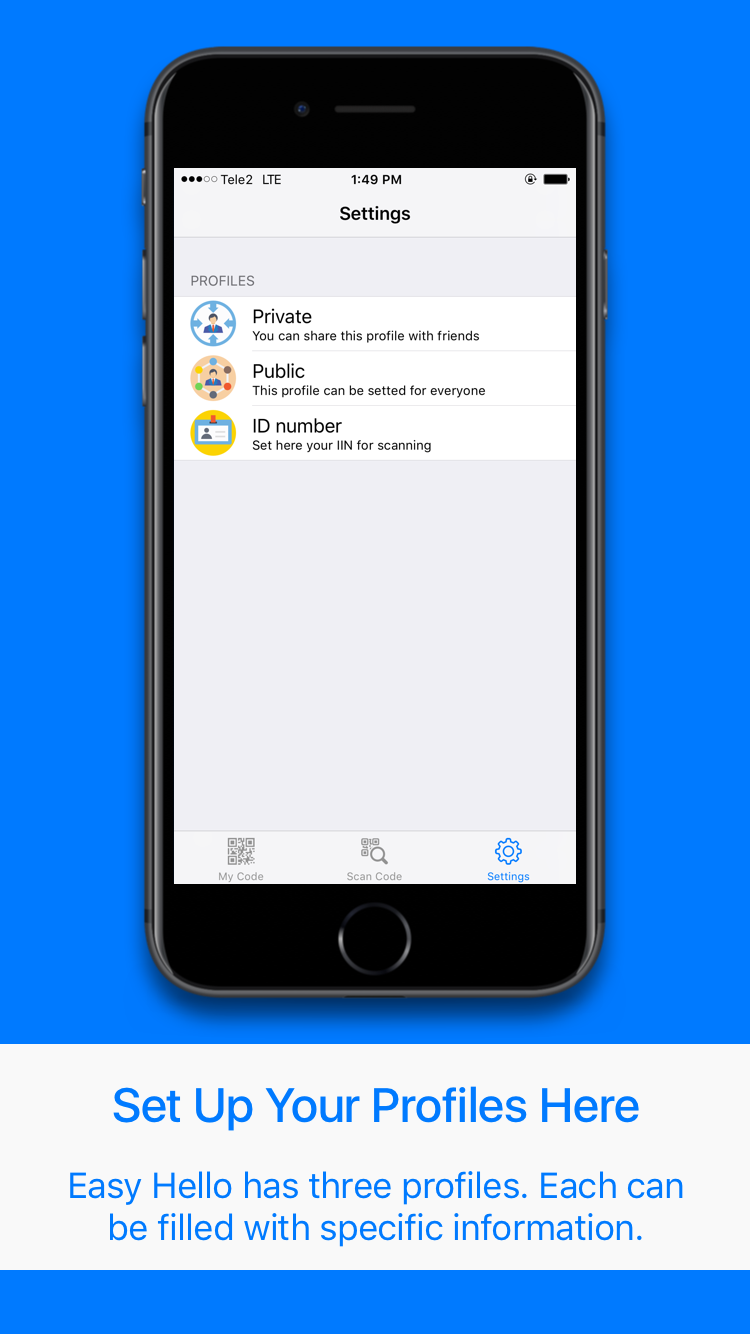 Tele2 LTE 1:49 PM
Settings
PROFILES
Private
You can share this profile with friends
Public
This profile can be setted for everyone
ID number
Set here your IIN for scanning
My Code Scan Code Settings
Set Up Your Profiles Here
Easy Hello has three profiles. Each can
be filled with specific information.